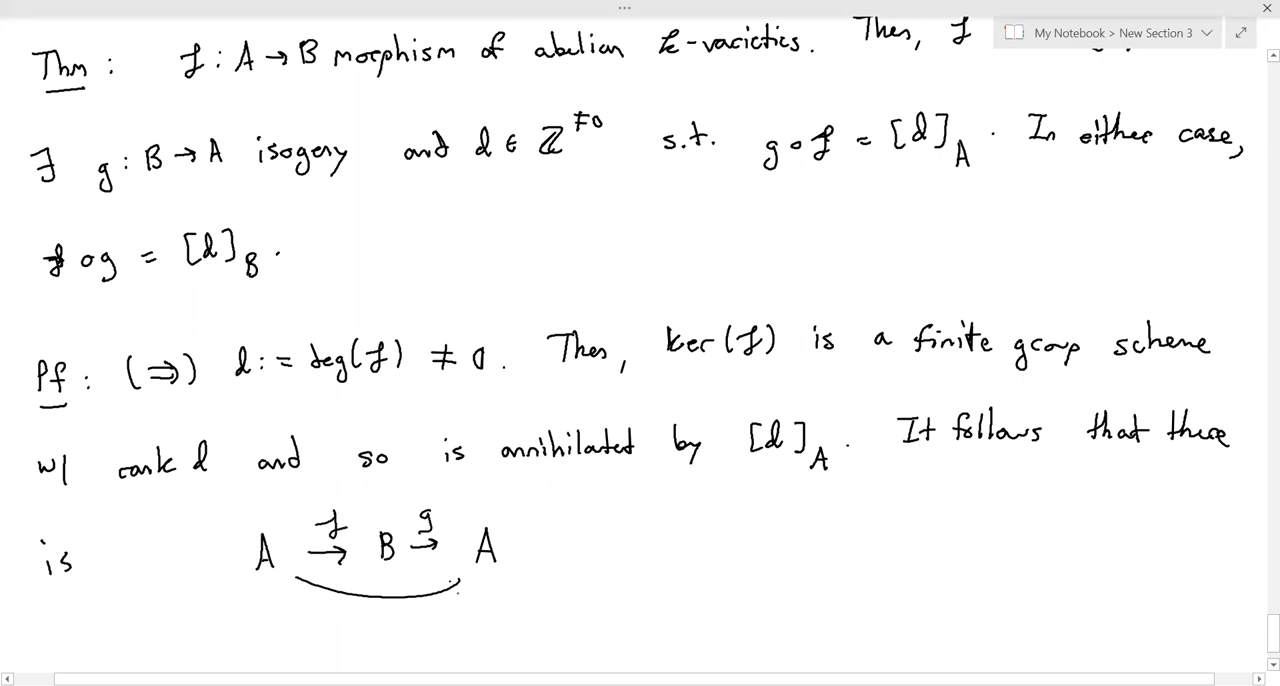 My Notebook > New Section 3
Thm : f : A → B morphism of abelian k-varieties. Then, f
∃ g : B → A isogeny and d ∈ ℤ^{≠0} s.t. g ∘ f = [d]_A . In either case,
f ∘ g = [d]_B .
Pf : (⇒) d := deg(f) ≠ 0. Then, ker(f) is a finite group scheme
w/ rank d and so is annihilated by [d]_A . It follows that there
is A →^f B →^g A